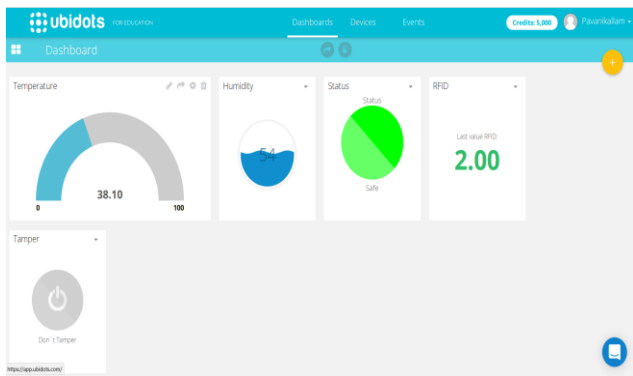 ubidots FOR EDUCATION Dashboards Devices Events Credits: 5,000 Pavanikallam
Dashboard
Temperature
38.10
0 100
Humidity
54
Status
Status
Safe
RFID
Last value RFID:
2.00
Tamper
Don´t Tamper
https://app.ubidots.com/